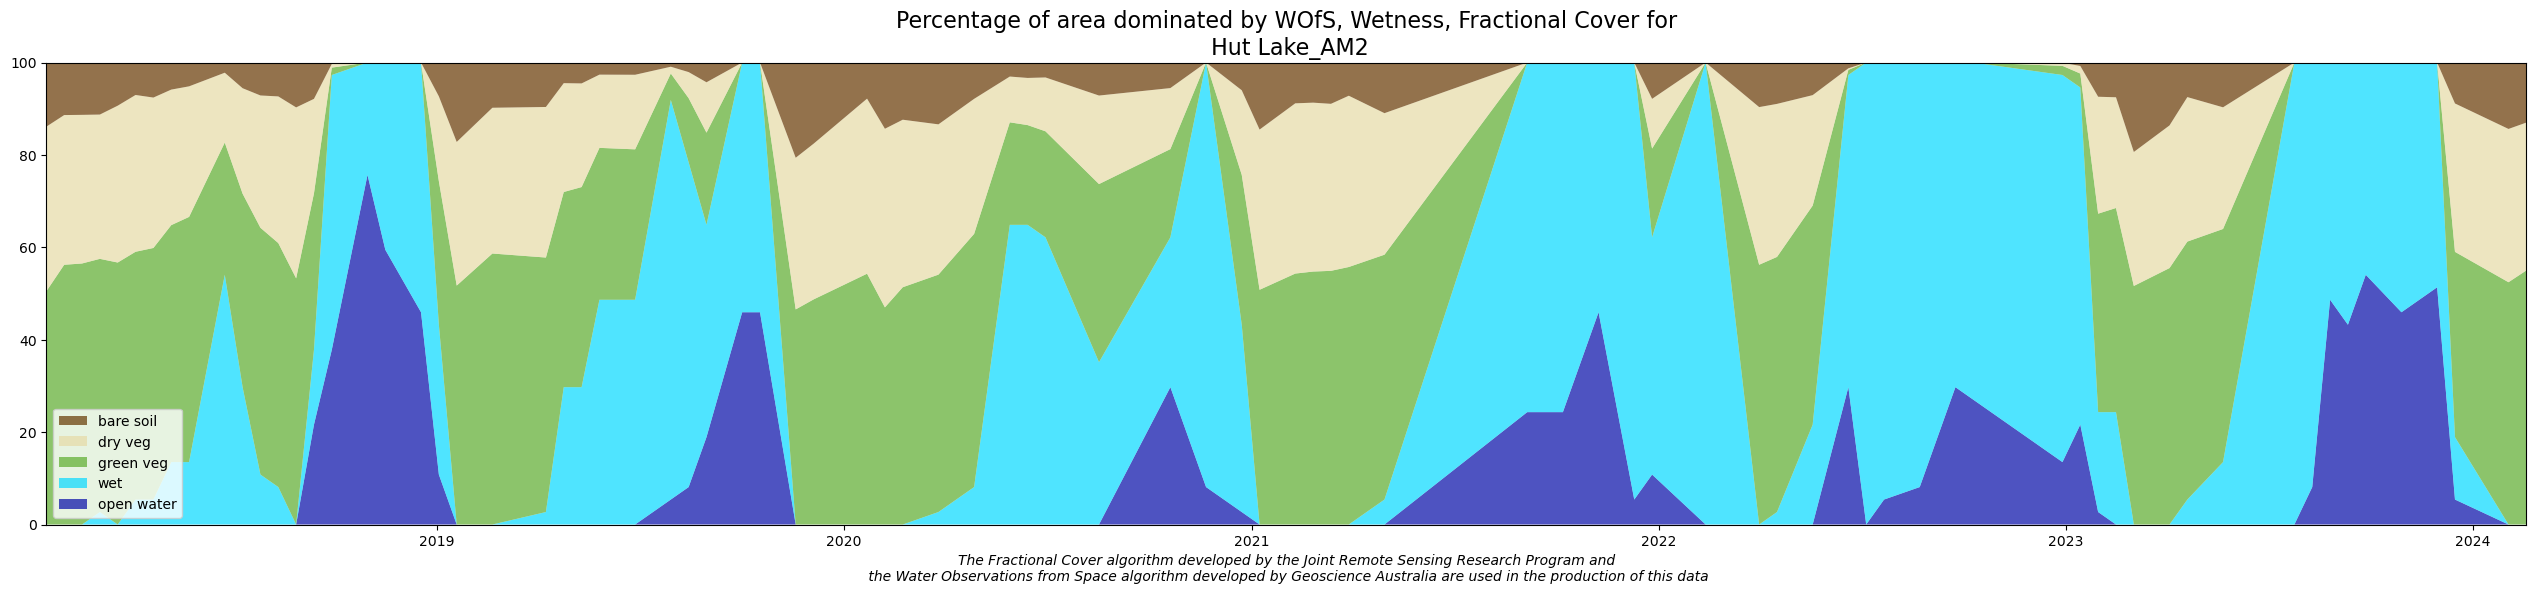 Percentage of area dominated by WOfS, Wetness, Fractional Cover for
Hut Lake_AM2
100
80
60
40
20
0
bare soil
dry veg
green veg
wet
open water
2019
2020
2021
2022
2023
2024
The Fractional Cover algorithm developed by the Joint Remote Sensing Research Program and
the Water Observations from Space algorithm developed by Geoscience Australia are used in the production of this data